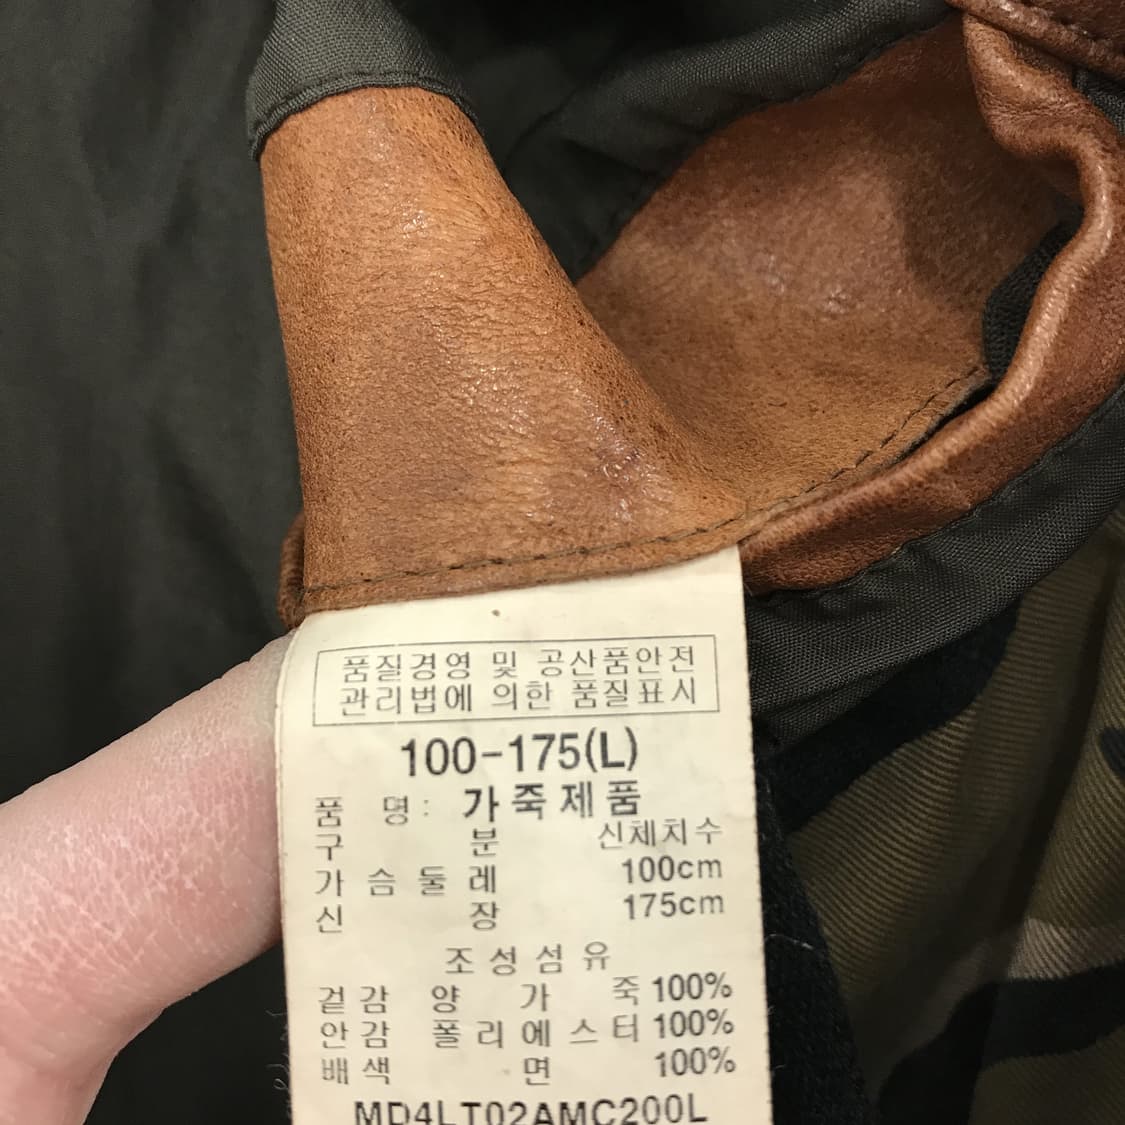 품질경영 및 공산품안전
관리법에 의한 품질표시
100-175(L)
품 명: 가죽제품
구 분 신체치수
가슴둘레 100cm
신 장 175cm
조성섬유
겉감 양가죽 100%
안감 폴리에스터 100%
배색 면 100%
MD4LT02AMC200L